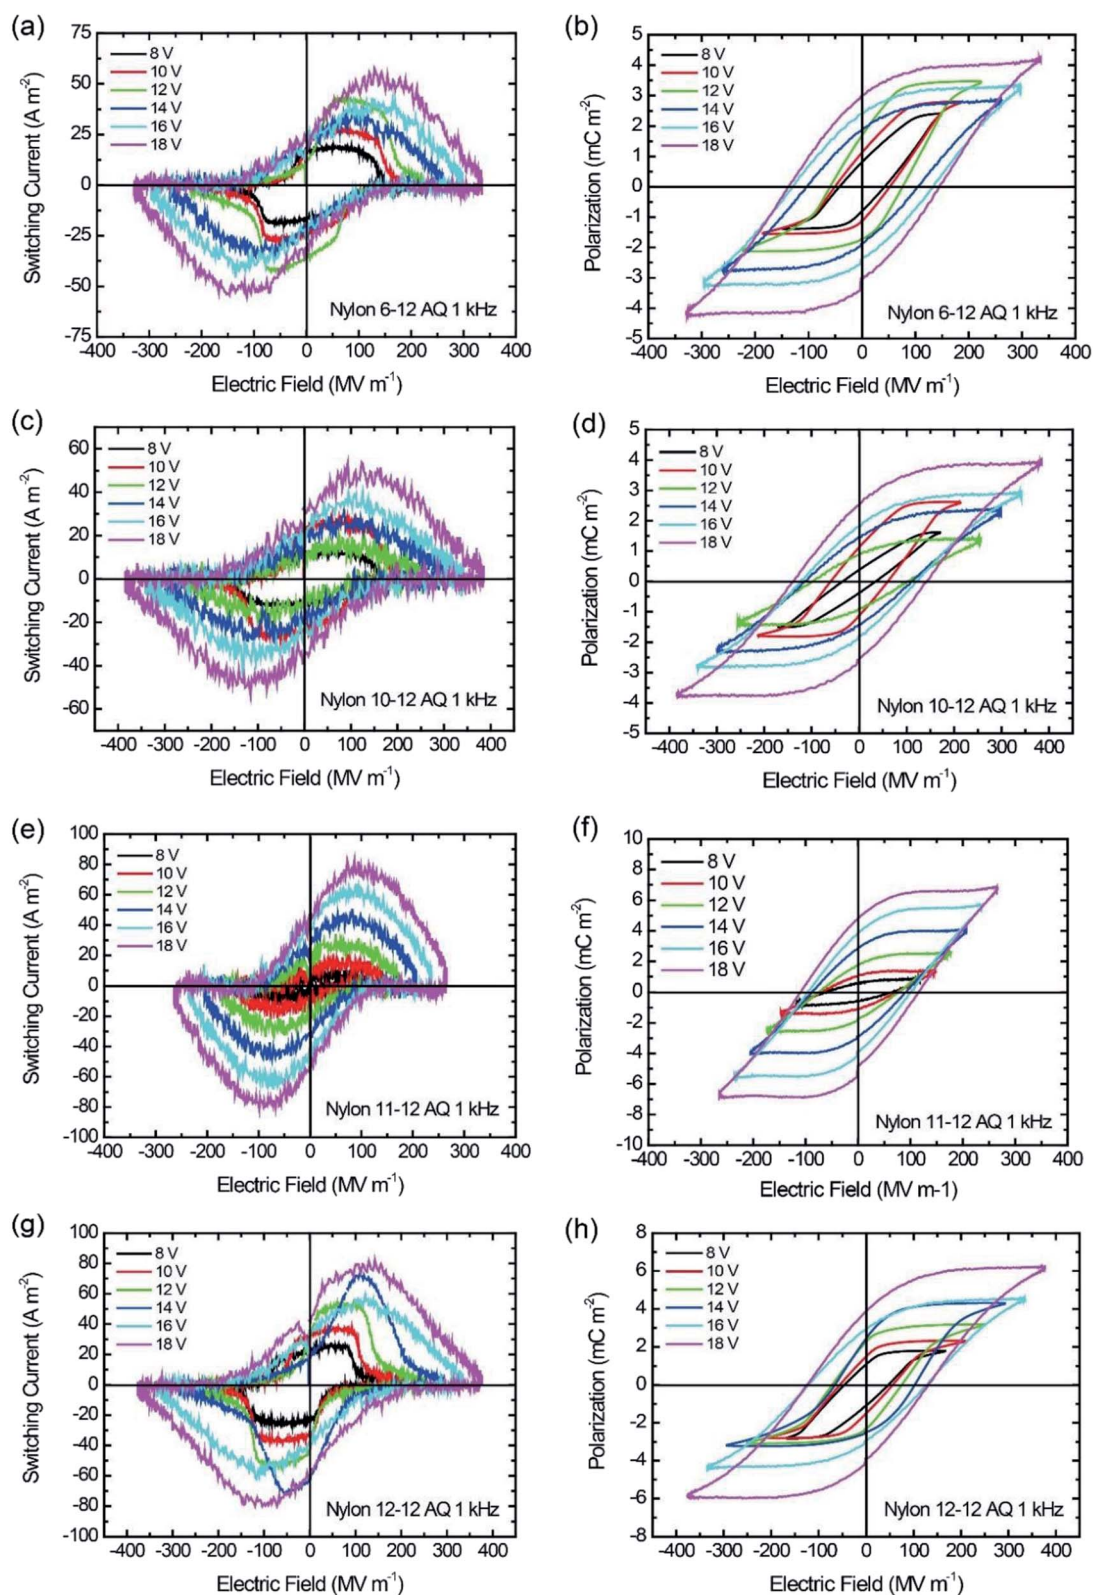 (a)
75
50
25
0
-25
-50
-75
Switching Current (A m-2)
8 V
10 V
12 V
14 V
16 V
18 V
Nylon 6-12 AQ 1 kHz
-400 -300 -200 -100 0 100 200 300 400
Electric Field (MV m-1)
(b)
5
4
3
2
1
0
-1
-2
-3
-4
-5
Polarization (mC m-2)
8 V
10 V
12 V
14 V
16 V
18 V
Nylon 6-12 AQ 1 kHz
-400 -300 -200 -100 0 100 200 300 400
Electric Field (MV m-1)
(c)
60
40
20
0
-20
-40
-60
Switching Current (A m-2)
8 V
10 V
12 V
14 V
16 V
18 V
Nylon 10-12 AQ 1 kHz
-400 -300 -200 -100 0 100 200 300 400
Electric Field (MV m-1)
(d)
5
4
3
2
1
0
-1
-2
-3
-4
-5
Polarization (mC m-2)
8 V
10 V
12 V
14 V
16 V
18 V
Nylon 10-12 AQ 1 kHz
-400 -300 -200 -100 0 100 200 300 400
Electric Field (MV m-1)
(e)
100
80
60
40
20
0
-20
-40
-60
-80
-100
Switching Current (A m-2)
8 V
10 V
12 V
14 V
16 V
18 V
Nylon 11-12 AQ 1 kHz
-400 -300 -200 -100 0 100 200 300 400
Electric Field (MV m-1)
(f)
10
8
6
4
2
0
-2
-4
-6
-8
-10
Polarization (mC m-2)
8 V
10 V
12 V
14 V
16 V
18 V
Nylon 11-12 AQ 1 kHz
-400 -300 -200 -100 0 100 200 300 400
Electric Field (MV m-1)
(g)
100
80
60
40
20
0
-20
-40
-60
-80
-100
Switching Current (A m-2)
8 V
10 V
12 V
14 V
16 V
18 V
Nylon 12-12 AQ 1 kHz
-400 -300 -200 -100 0 100 200 300 400
Electric Field (MV m-1)
(h)
8
6
4
2
0
-2
-4
-6
-8
Polarization (mC m-2)
8 V
10 V
12 V
14 V
16 V
18 V
Nylon 12-12 AQ 1 kHz
-400 -300 -200 -100 0 100 200 300 400
Electric Field (MV m-1)